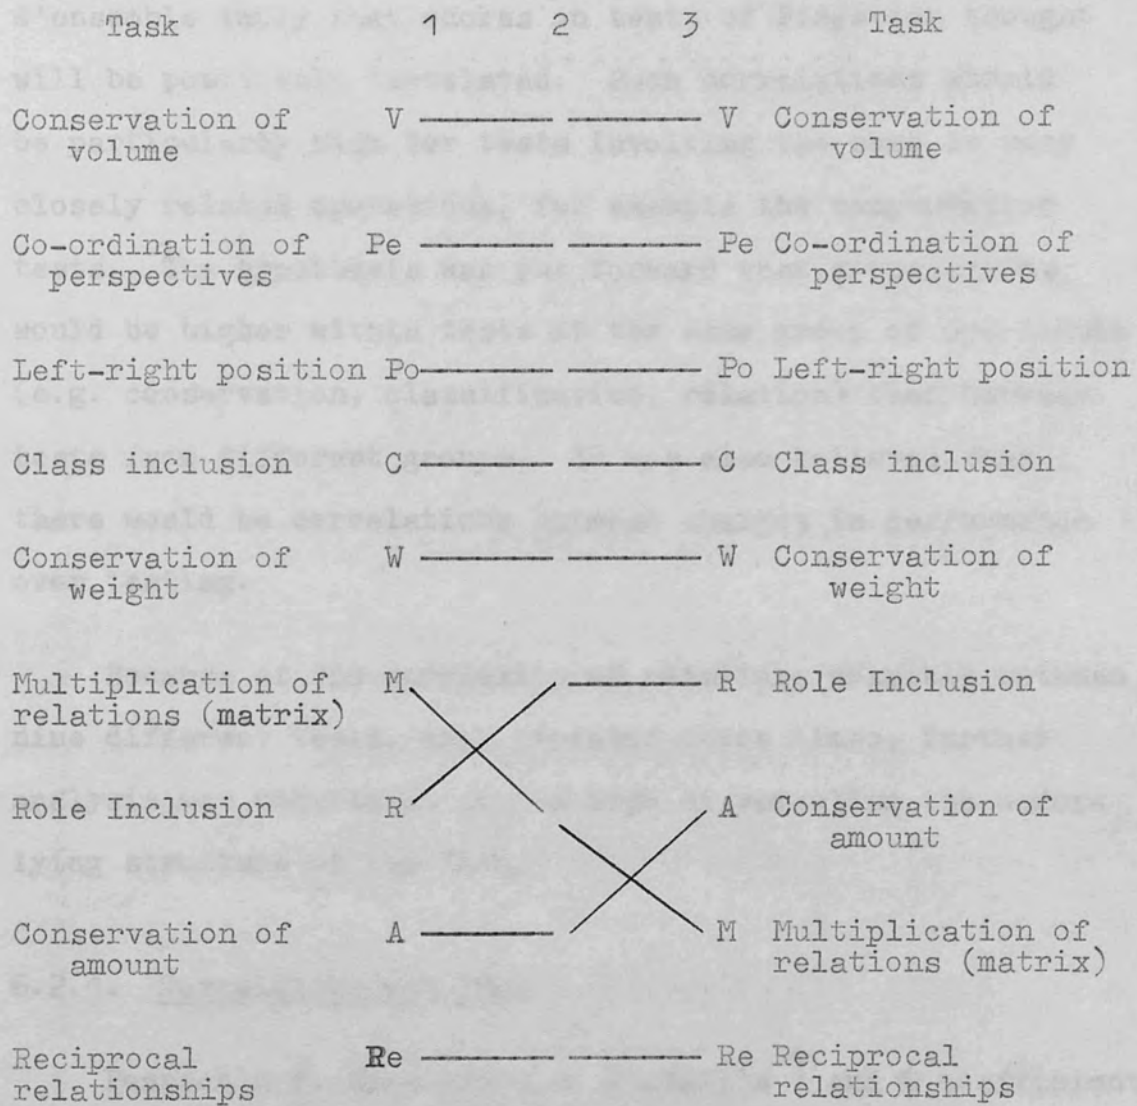 Task 1 2 3 Task
Conservation of V V Conservation of
volume volume
Co-ordination of Pe Pe Co-ordination of
perspectives perspectives
Left-right position Po Po Left-right position
Class inclusion C C Class inclusion
Conservation of W W Conservation of
weight weight
Multiplication of M R Role Inclusion
relations (matrix)
Role Inclusion R A Conservation of
amount
Conservation of A M Multiplication of
amount relations (matrix)
Reciprocal Re Re Reciprocal
relationships relationships